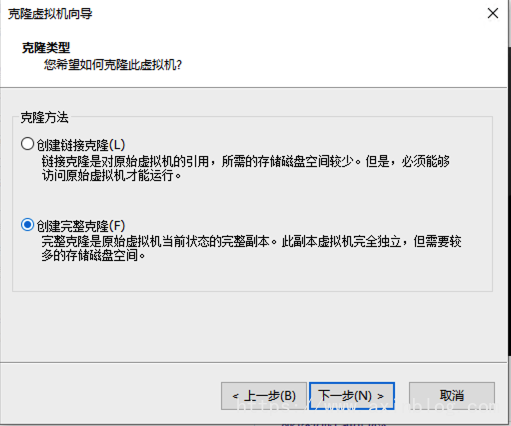 克隆虚拟机向导
克隆类型
您希望如何克隆此虚拟机?
克隆方法
创建链接克隆(L)
链接克隆是对原始虚拟机的引用，所需的存储磁盘空间较少。但是，必须能够
访问原始虚拟机才能运行。
创建完整克隆(F)
完整克隆是原始虚拟机当前状态的完整副本。此副本虚拟机完全独立，但需要较
多的存储磁盘空间。
< 上一步(B) 下一步(N) > 取消